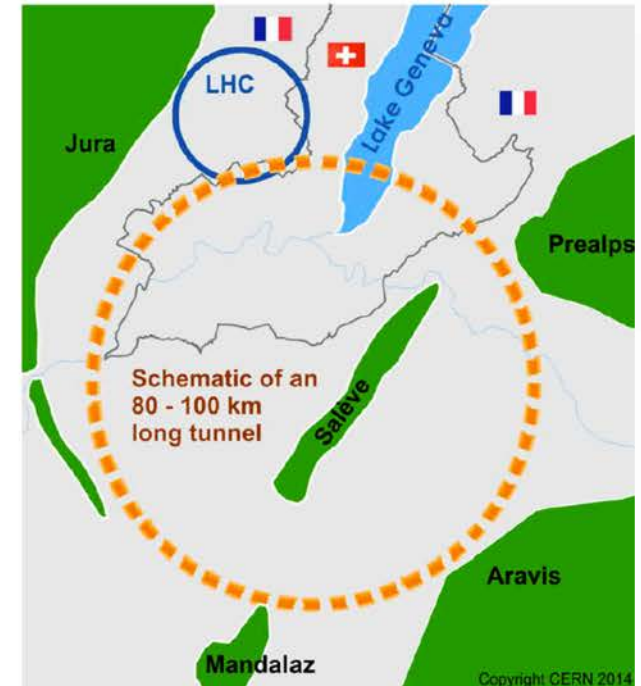 LHC
Lake Geneva
Jura
Prealps
Schematic of an
80 - 100 km
long tunnel
Salève
Aravis
Mandalaz
Copyright CERN 2014